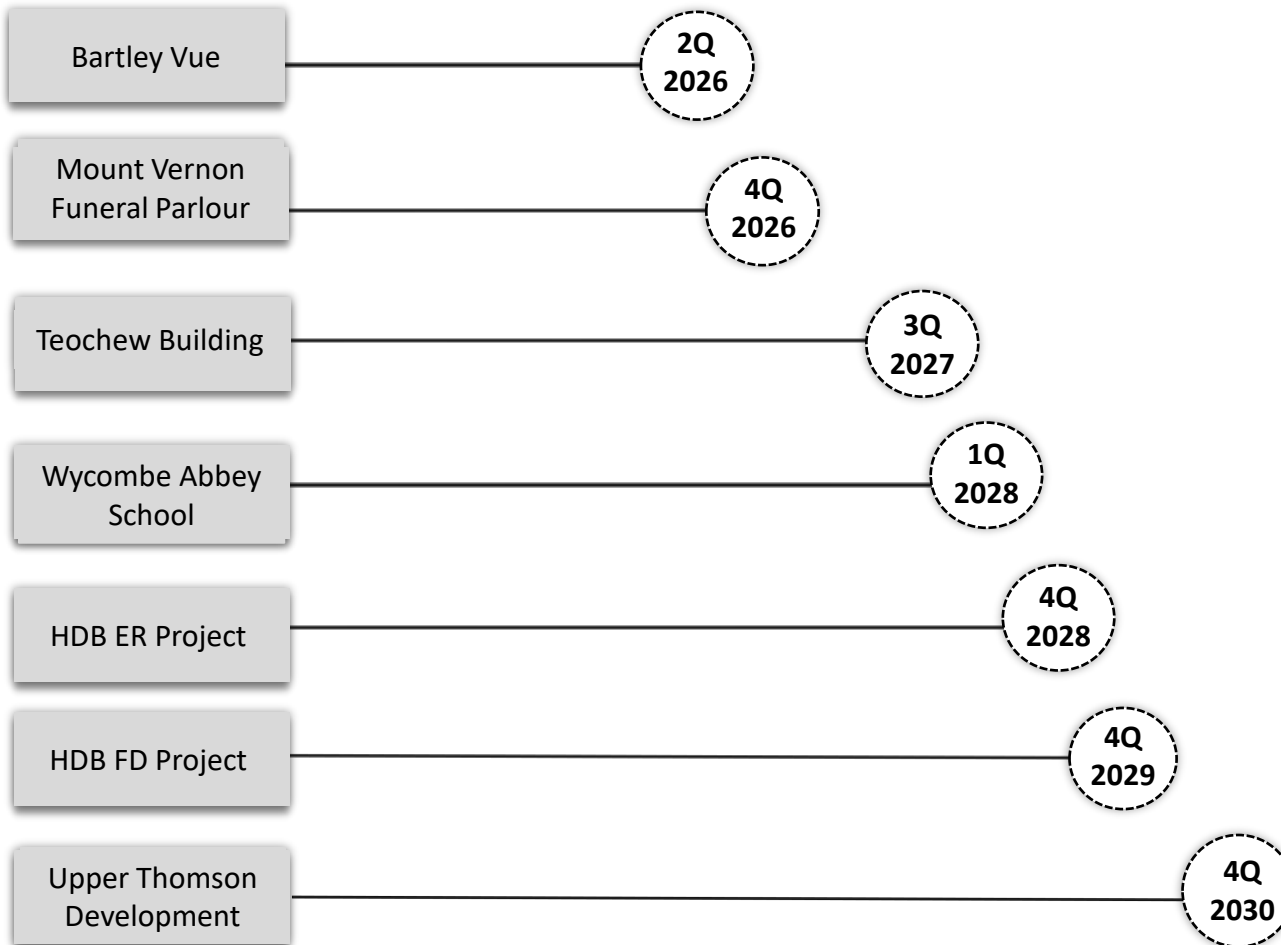 Bartley Vue
2Q
2026
Mount Vernon
Funeral Parlour
4Q
2026
Teochew Building
3Q
2027
Wycombe Abbey
School
1Q
2028
HDB ER Project
4Q
2028
HDB FD Project
4Q
2029
Upper Thomson
Development
4Q
2030